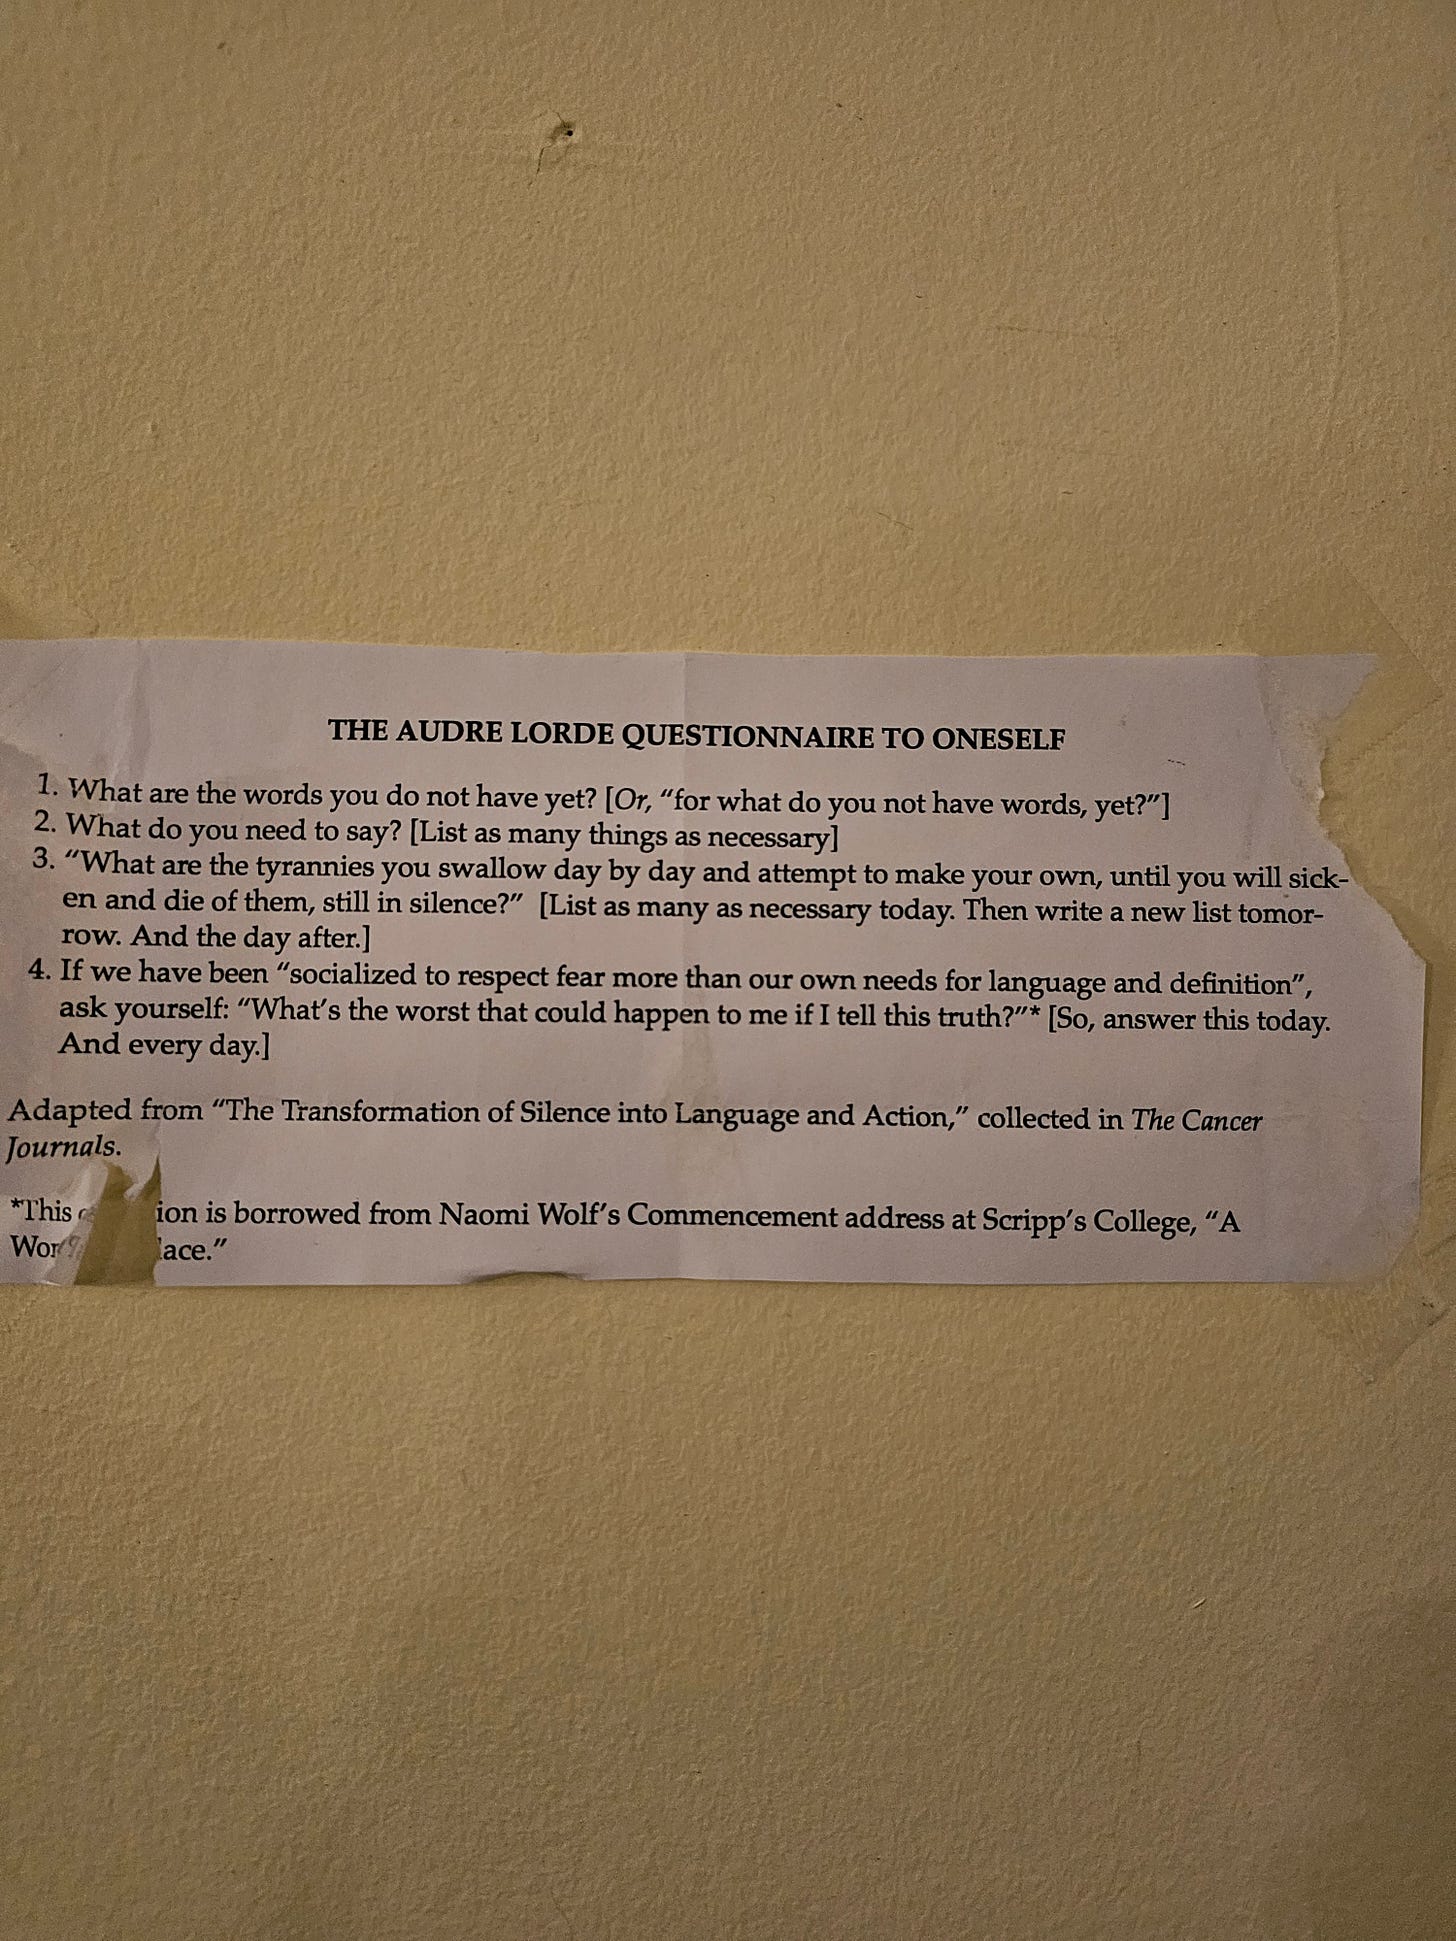 THE AUDRE LORDE QUESTIONNAIRE TO ONESELF
1. What are the words you do not have yet? [Or, “for what do you not have words, yet?”]
2. What do you need to say? [List as many things as necessary]
3. “What are the tyrannies you swallow day by day and attempt to make your own, until you will sick-
en and die of them, still in silence?” [List as many as necessary today. Then write a new list tomor-
row. And the day after.]
4. If we have been “socialized to respect fear more than our own needs for language and definition”,
ask yourself: “What’s the worst that could happen to me if I tell this truth?”* [So, answer this today.
And every day.]
Adapted from “The Transformation of Silence into Language and Action,” collected in The Cancer
Journals.
*This is borrowed from Naomi Wolf’s Commencement address at Scripp’s College, “A